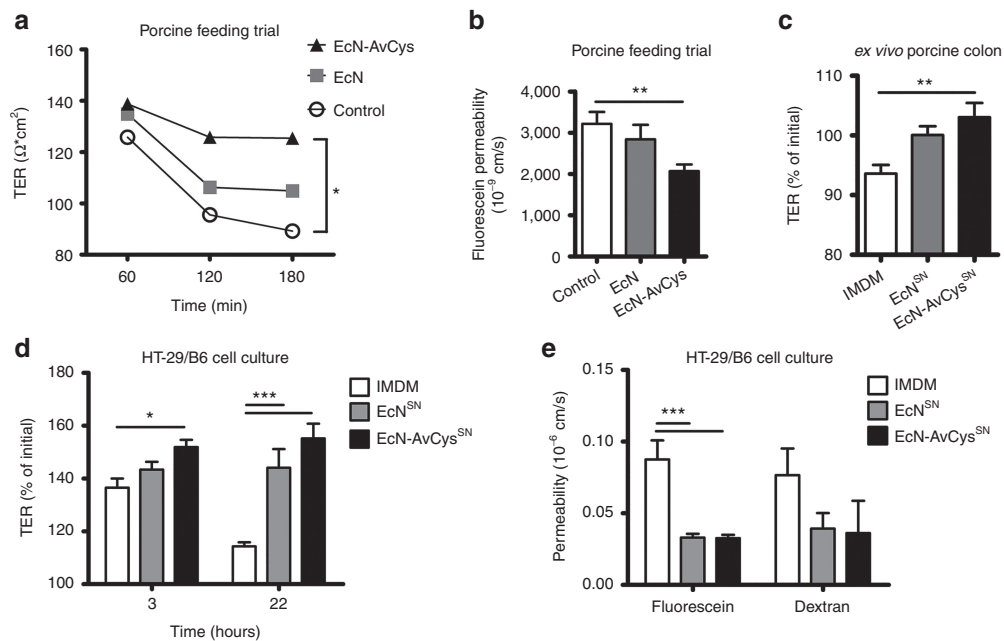 a
Porcine feeding trial
160
140
120
100
80
TER (Ω*cm²)
60
120
180
Time (min)
EcN-AvCys
EcN
Control
*
b
Porcine feeding trial
4,000
3,000
2,000
1,000
0
Fluorescein permeability
(10⁻⁹ cm/s)
**
Control
EcN
EcN-AvCys
c
ex vivo porcine colon
110
100
90
80
TER (% of initial)
**
IMDM
EcN^SN
EcN-AvCys^SN
d
HT-29/B6 cell culture
180
160
140
120
100
TER (% of initial)
*
***
3
22
Time (hours)
IMDM
EcN^SN
EcN-AvCys^SN
e
HT-29/B6 cell culture
0.15
0.10
0.05
0.00
Permeability (10⁻⁶ cm/s)
***
Fluorescein
Dextran
IMDM
EcN^SN
EcN-AvCys^SN